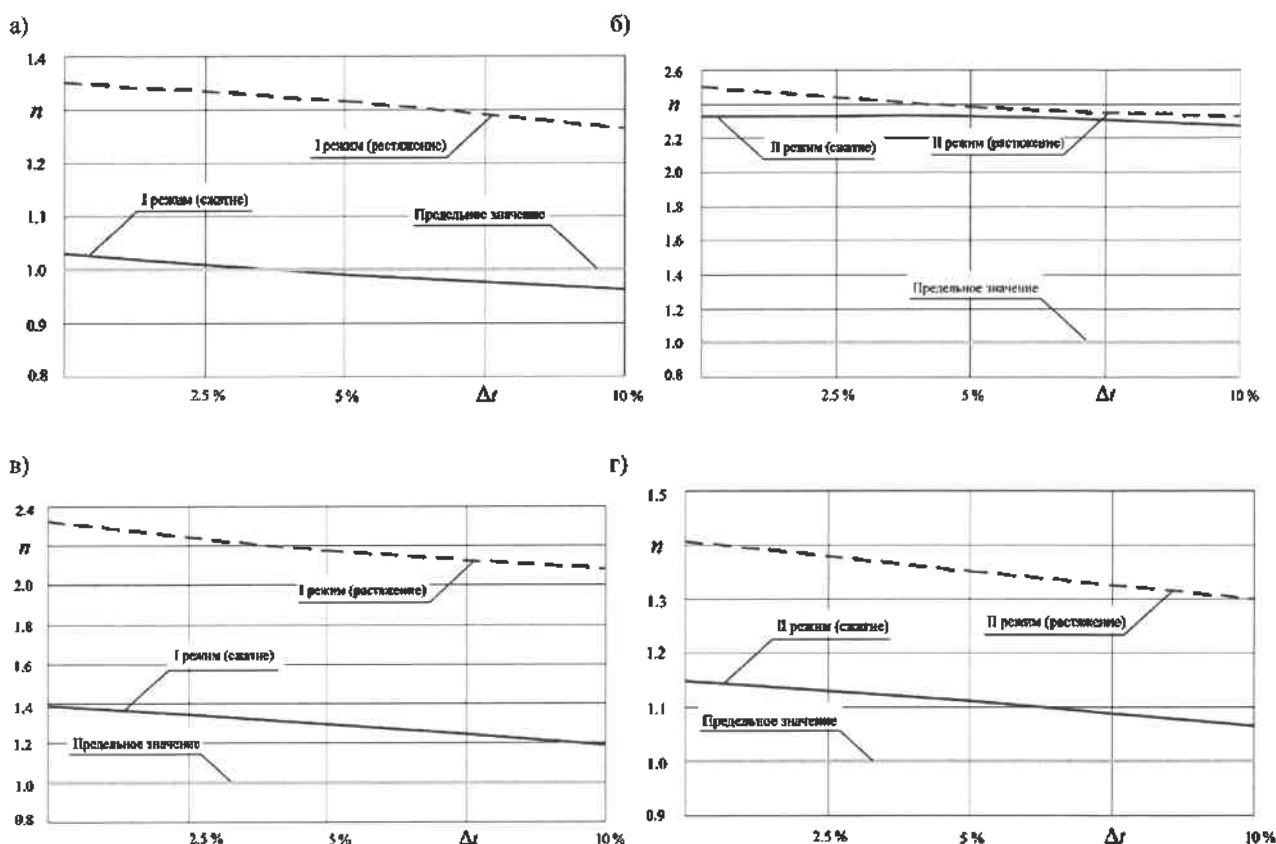 а)
1.4
n
1.2
1.1
1.0
0.9
0.8
I режим (растяжение)
I режим (сжатие)
Предельное значение
2.5 %
5 %
Δt
10 %
б)
2.6
n
2.2
2.0
1.8
1.6
1.4
1.2
1.0
0.8
II режим (сжатие)
II режим (растяжение)
Предельное значение
2.5 %
5 %
Δt
10 %
в)
2.4
n
2.0
1.8
1.6
1.4
1.2
1.0
0.8
I режим (растяжение)
I режим (сжатие)
Предельное значение
2.5 %
5 %
Δt
10 %
г)
1.5
n
1.3
1.2
1.1
1.0
0.9
II режим (сжатие)
II режим (растяжение)
Предельное значение
2.5 %
5 %
Δt
10 %